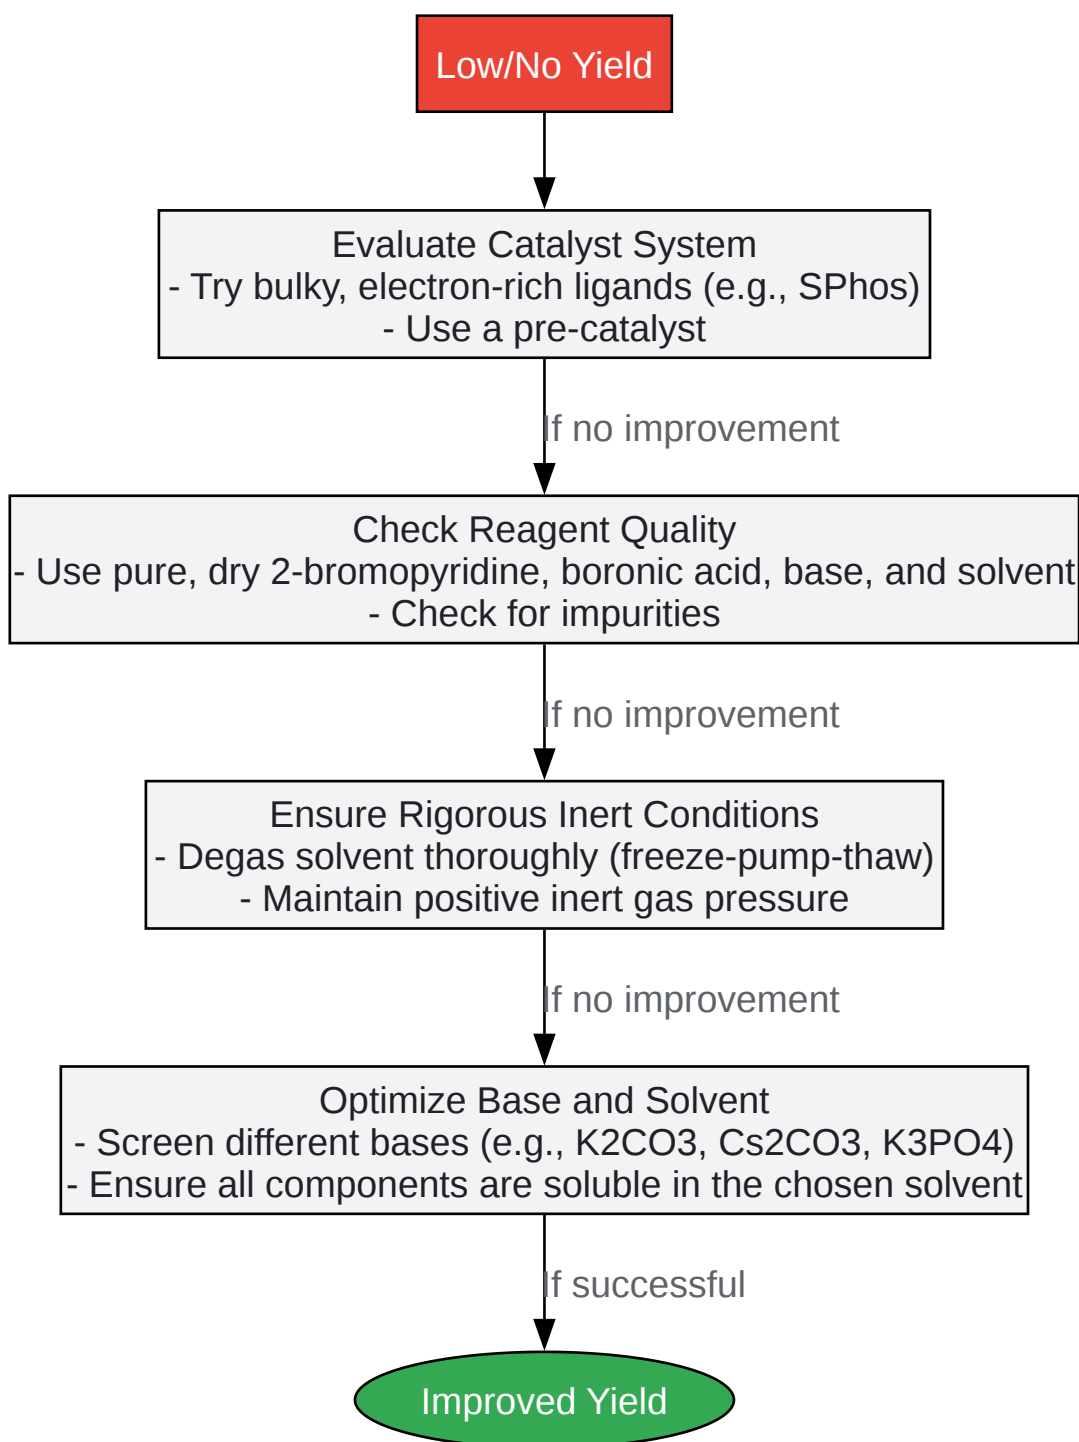 Low/No Yield
Evaluate Catalyst System
- Try bulky, electron-rich ligands (e.g., SPhos)
- Use a pre-catalyst
If no improvement
Check Reagent Quality
- Use pure, dry 2-bromopyridine, boronic acid, base, and solvent
- Check for impurities
If no improvement
Ensure Rigorous Inert Conditions
- Degas solvent thoroughly (freeze-pump-thaw)
- Maintain positive inert gas pressure
If no improvement
Optimize Base and Solvent
- Screen different bases (e.g., K2CO3, Cs2CO3, K3PO4)
- Ensure all components are soluble in the chosen solvent
If successful
Improved Yield